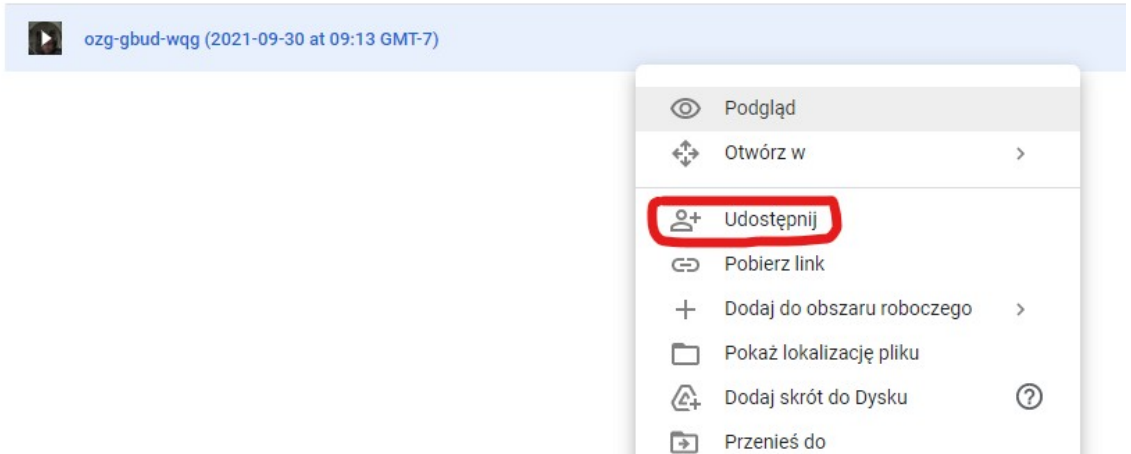 ozg-gbud-wqg (2021-09-30 at 09:13 GMT-7)
Podgląd
Otwórz w
Udostępnij
Pobierz link
Dodaj do obszaru roboczego
Pokaż lokalizację pliku
Dodaj skrót do Dysku
Przenieś do